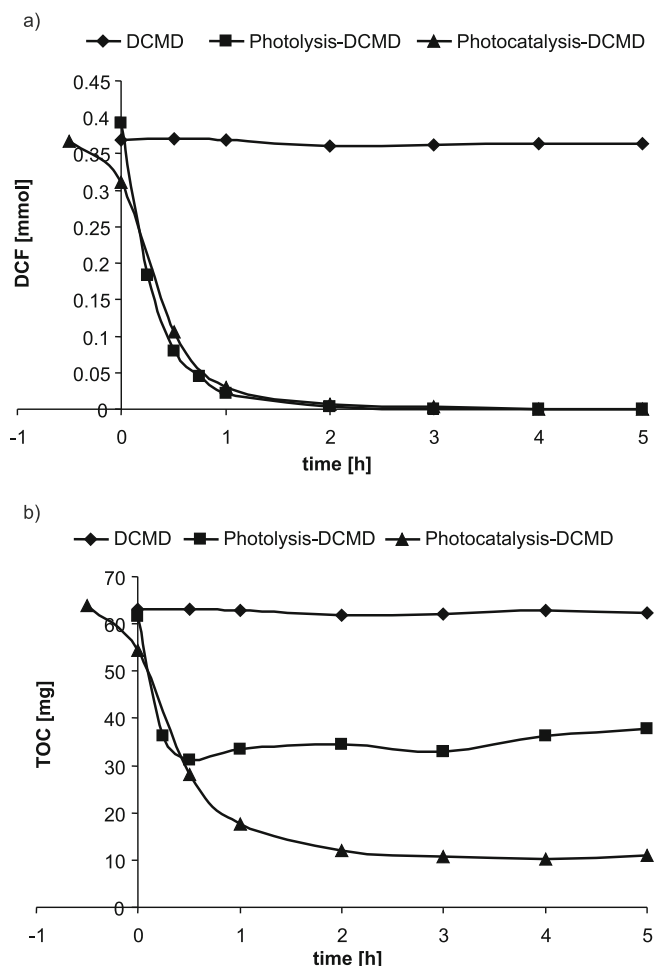 a)
DCMD Photolysis-DCMD Photocatalysis-DCMD
0.45
0.4
0.35
0.3
0.25
0.2
0.15
0.1
0.05
0
DCF [mmol]
-1 0 1 2 3 4 5
time [h]
b)
DCMD Photolysis-DCMD Photocatalysis-DCMD
70
60
50
40
30
20
10
0
TOC [mg]
-1 0 1 2 3 4 5
time [h]